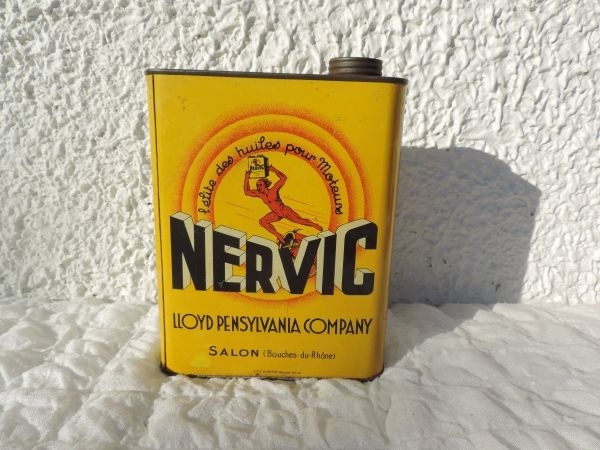 l'élite des huiles pour Moteurs
NERVIC
LLOYD PENSYLVANIA COMPANY
SALON (Bouches-du-Rhône)